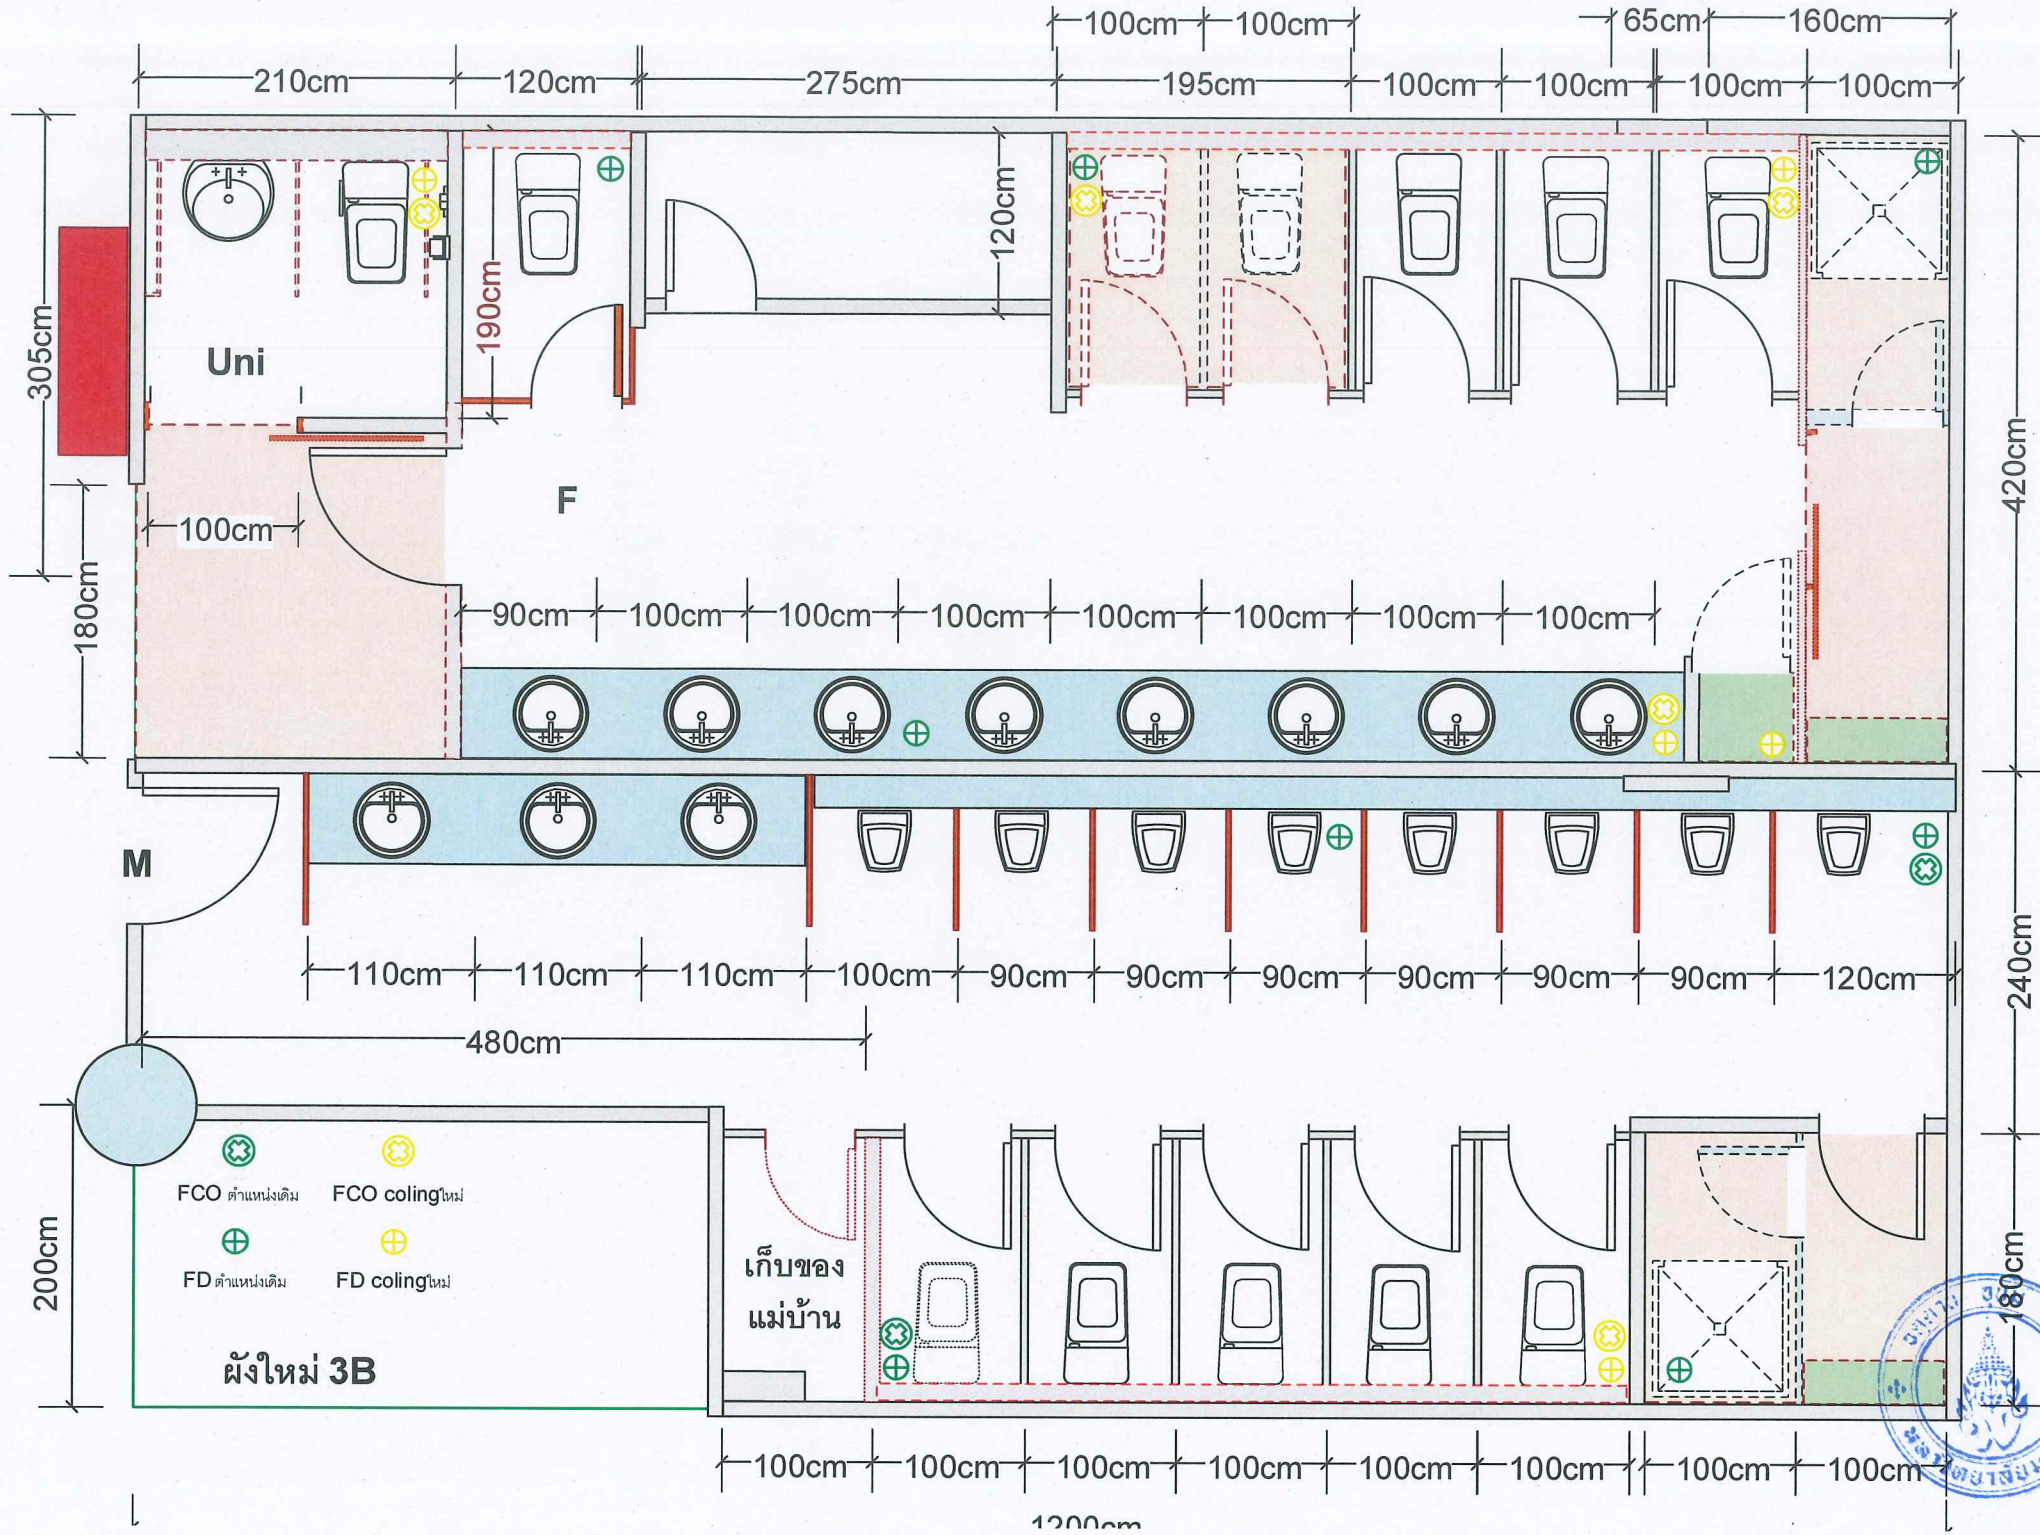 100cm 100cm 65cm 160cm
210cm 120cm 275cm 195cm 100cm 100cm 100cm 100cm
120cm
190cm
305cm
Uni
420cm
F
100cm
180cm
90cm 100cm 100cm 100cm 100cm 100cm 100cm 100cm
M
110cm 110cm 110cm 100cm 90cm 90cm 90cm 90cm 90cm 90cm 120cm
240cm
480cm
FCO ตำแหน่งเดิม FCO colingใหม่
FD ตำแหน่งเดิม FD colingใหม่
200cm
180cm
เก็บของ
แม่บ้าน
ผังใหม่ 3B
100cm 100cm 100cm 100cm 100cm 100cm 100cm 100cm
1200cm